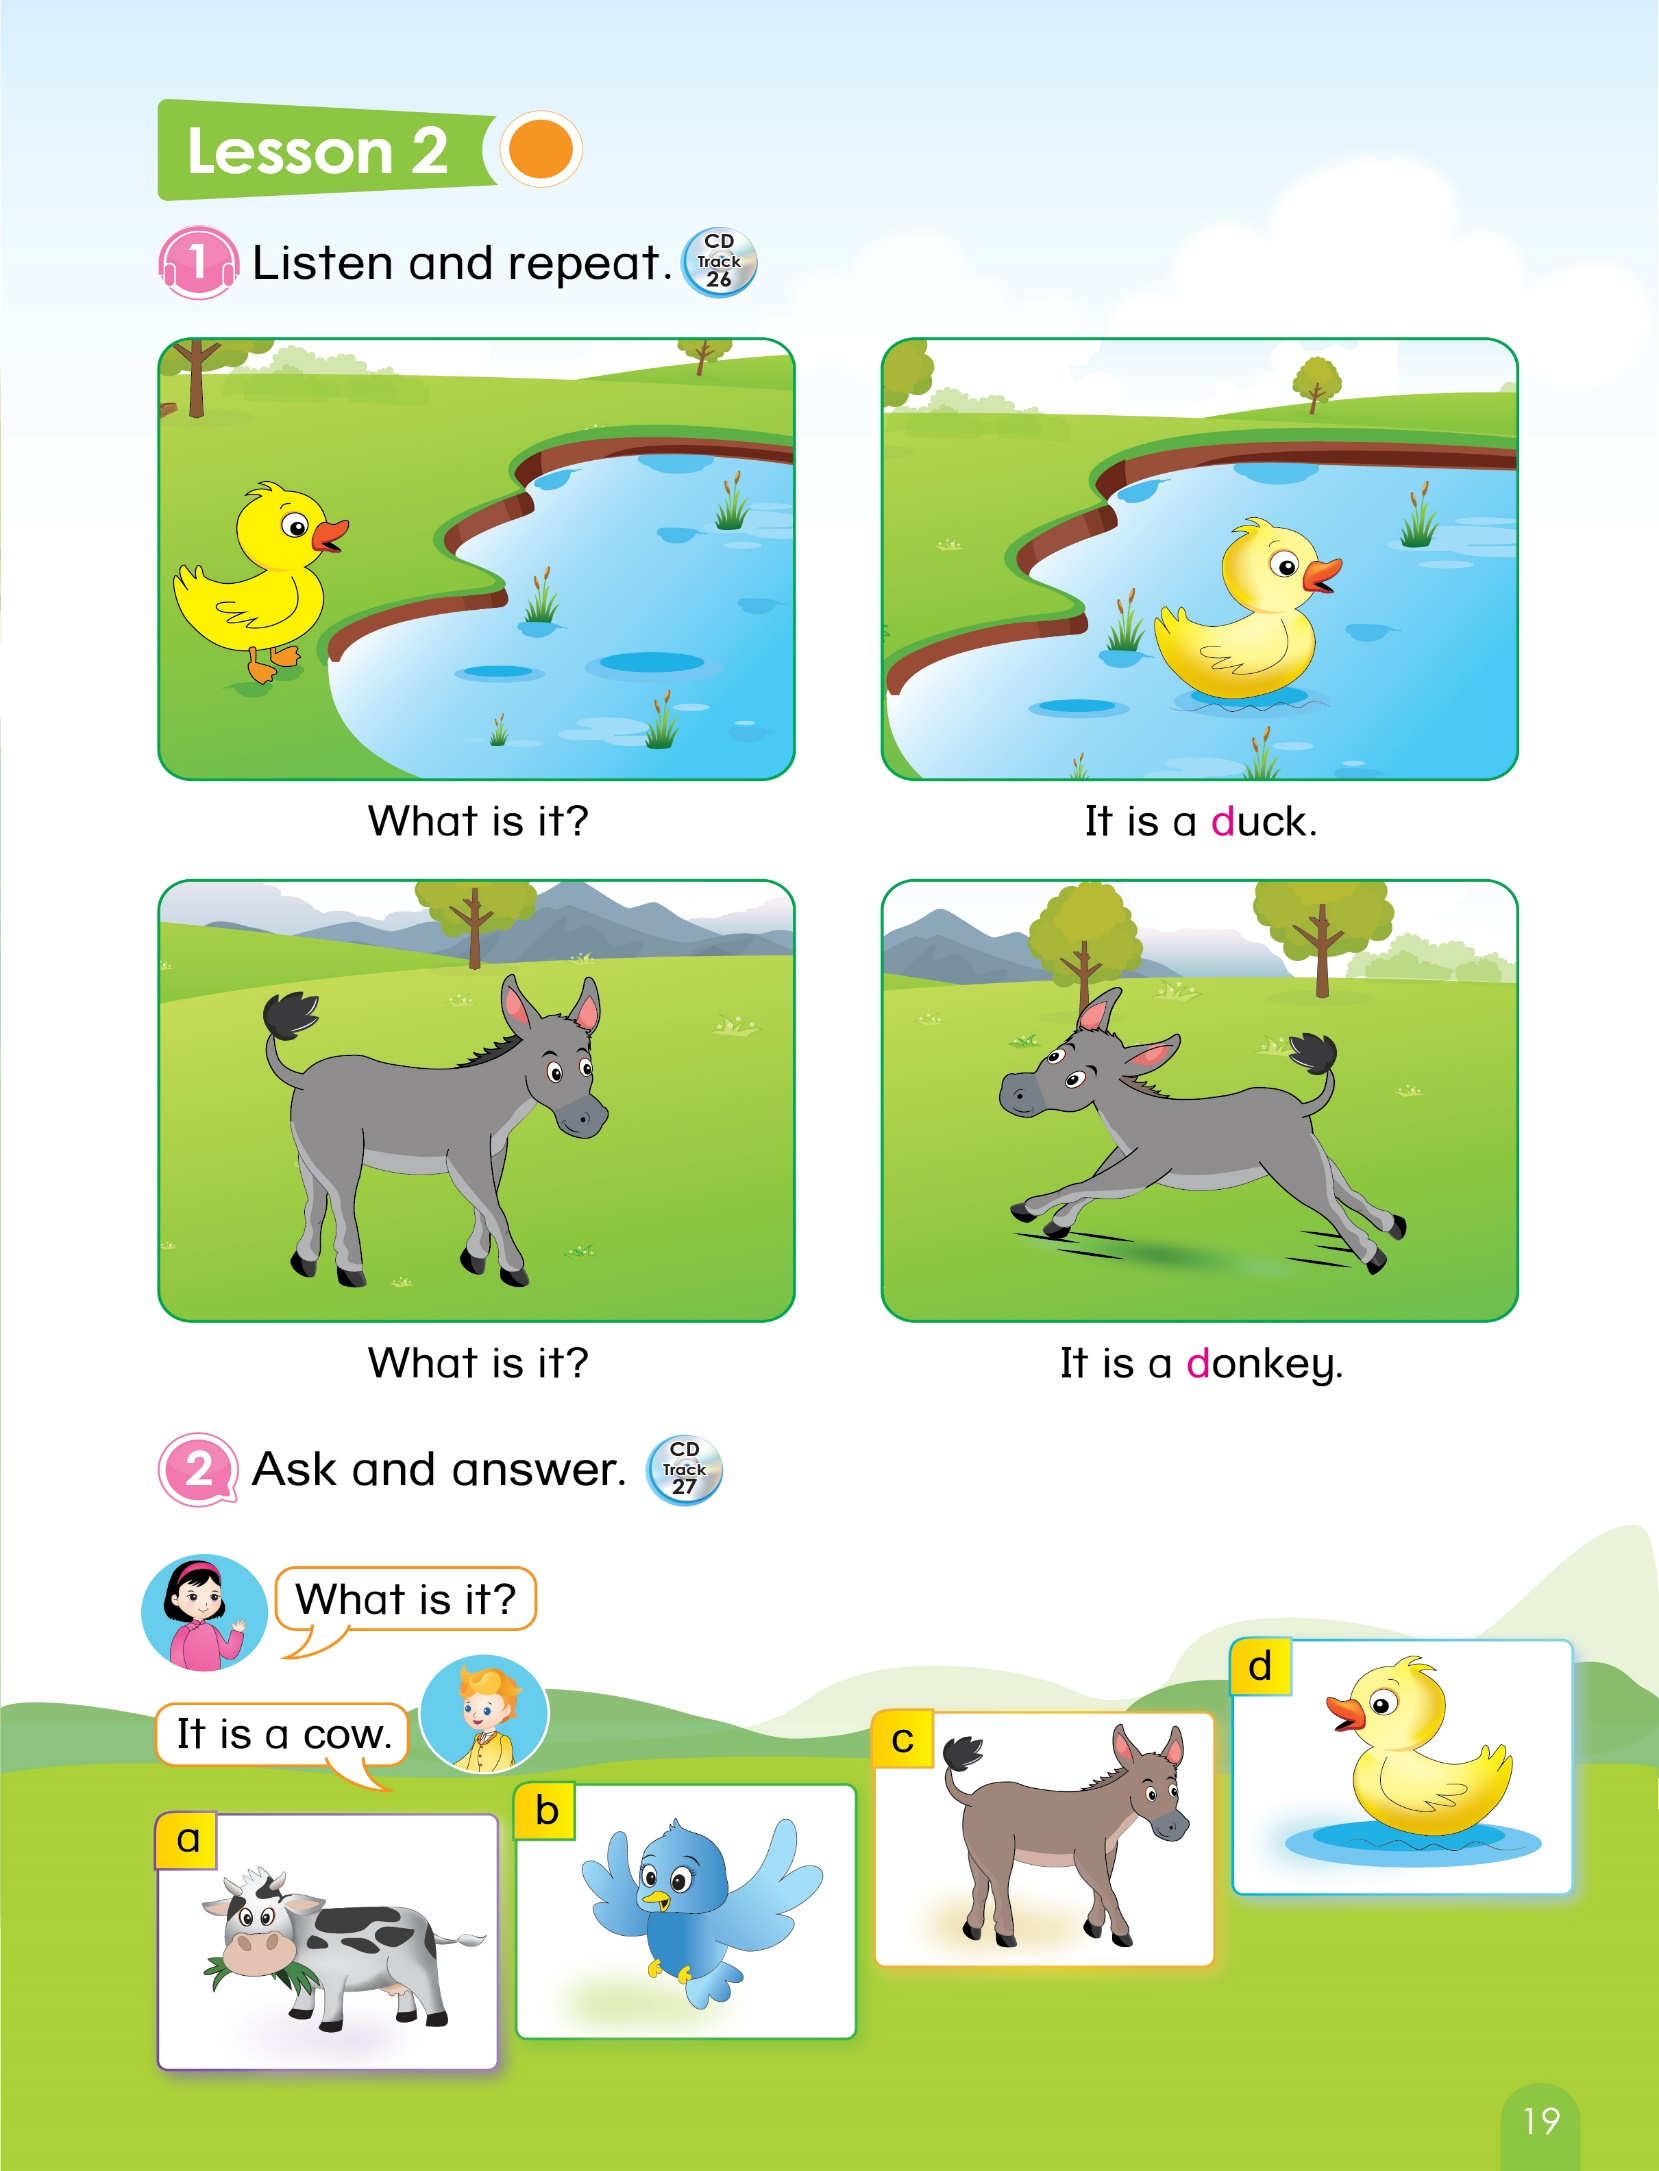 Lesson 2
1 Listen and repeat. CD Track 26
What is it?
It is a duck.
What is it?
It is a donkey.
2 Ask and answer. CD Track 27
What is it?
It is a cow.
a
b
c
d
19